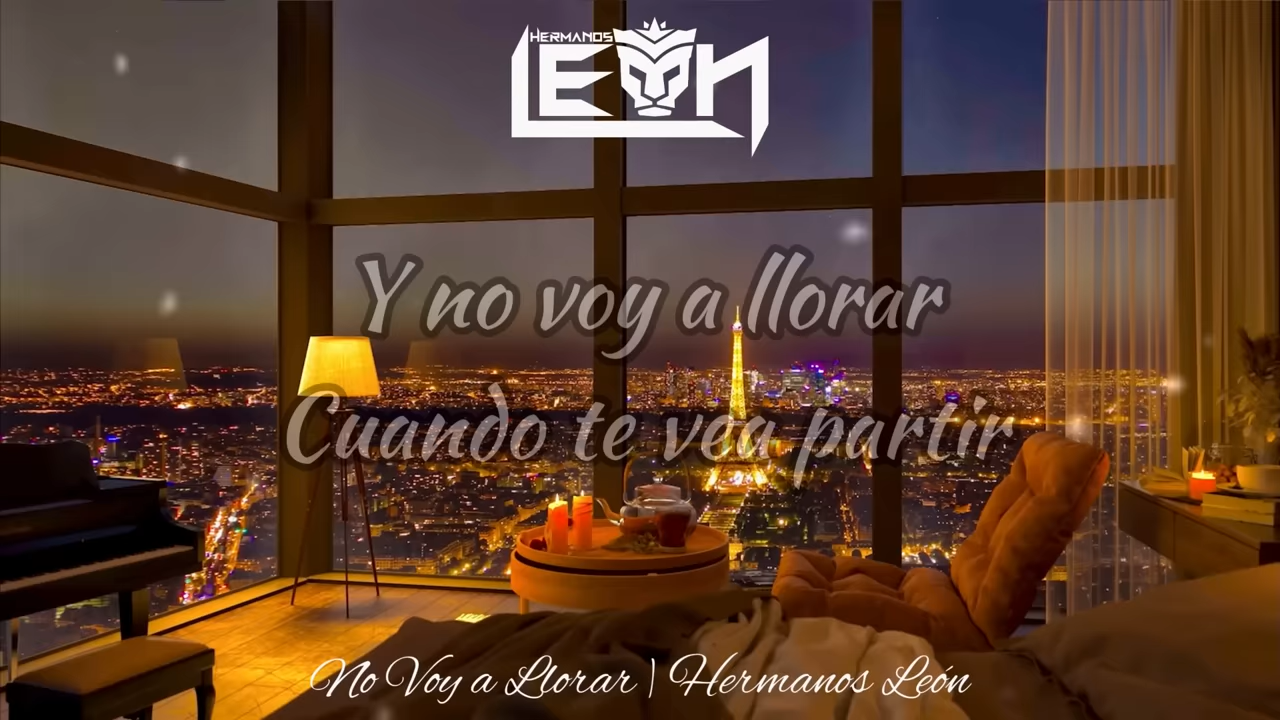 HERMANOS
LEÓN
Y no voy a llorar
Cuando te vea partir
No Voy a Llorar | Hermanos León